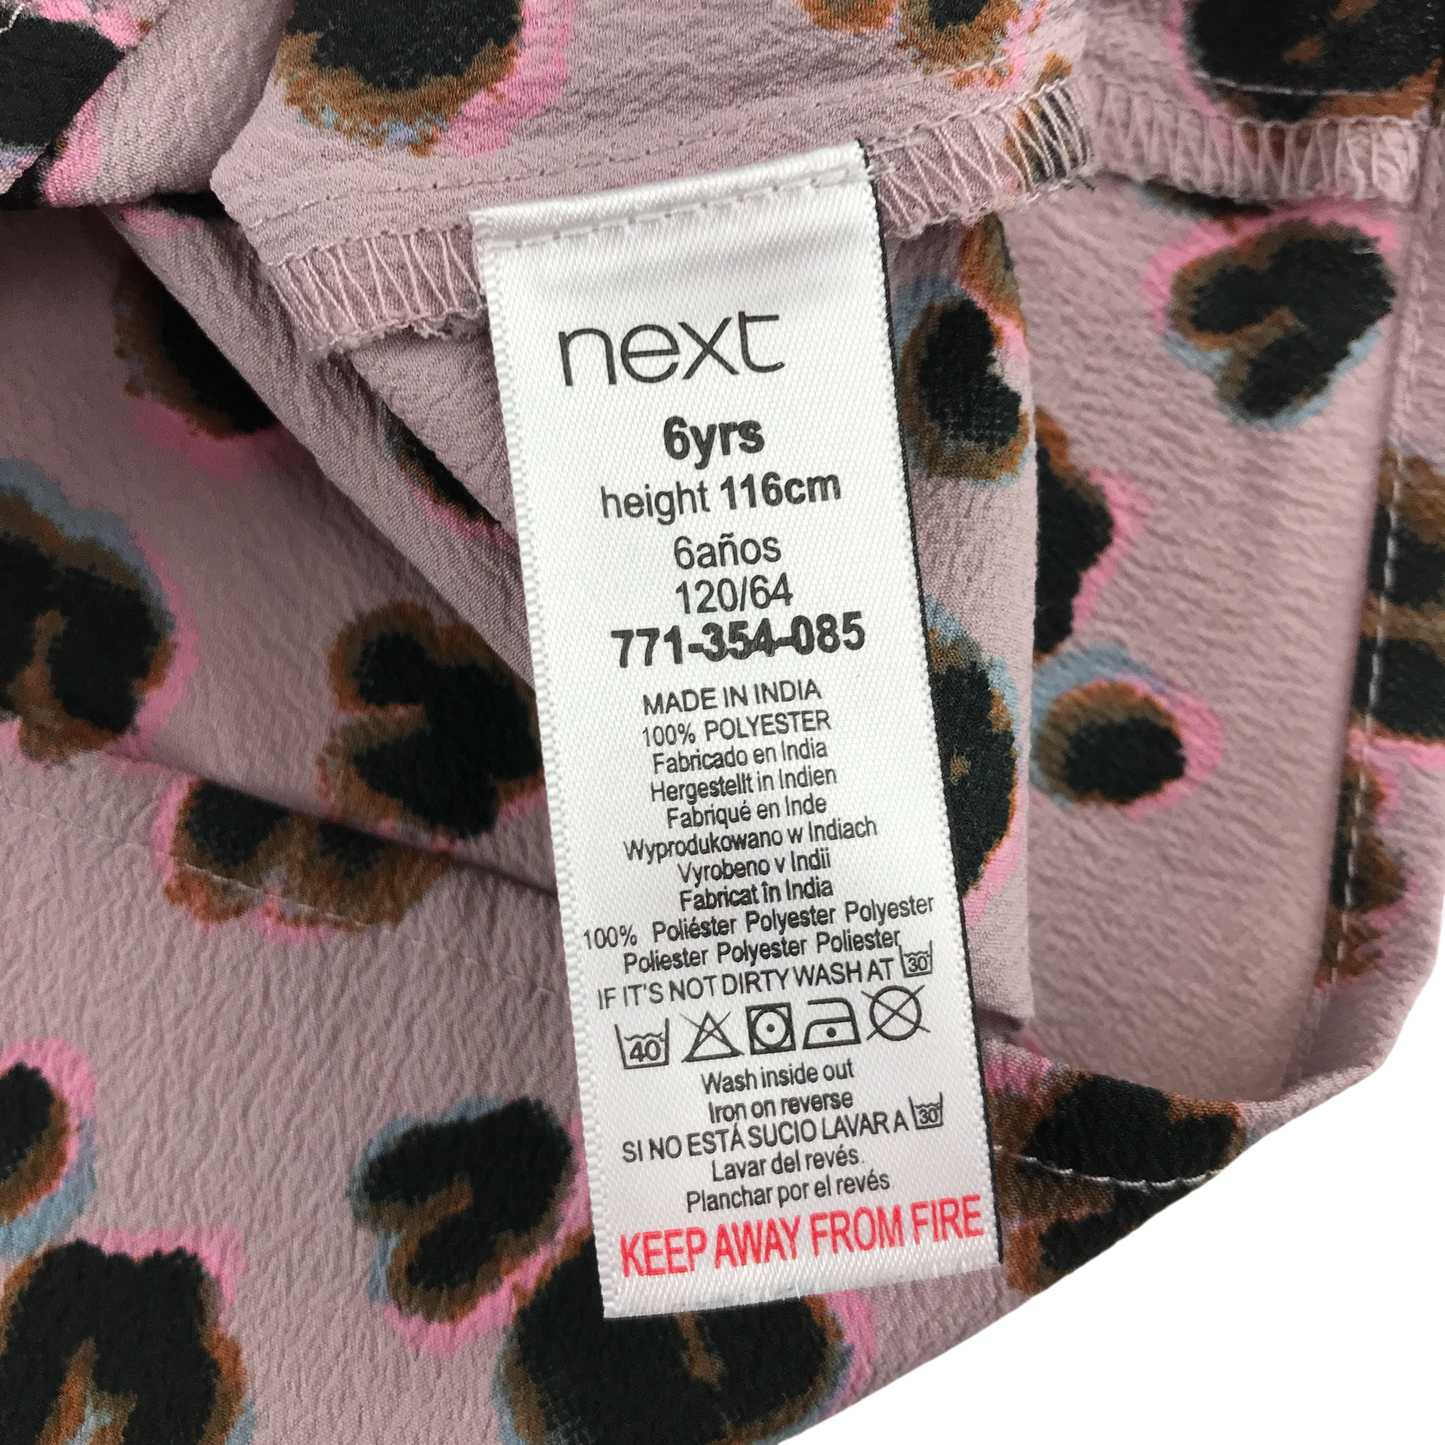 next
6yrs
height 116cm
6años
120/64
771-354-085
MADE IN INDIA
100% POLYESTER
Fabricado en India
Hergestellt in Indien
Fabriqué en Inde
Wyprodukowano w Indiach
Vyrobeno v Indii
Fabricat în India
100% Poliéster Polyester Polyester
Poliester Polyester Poliester
IF IT'S NOT DIRTY WASH AT 30
40
Wash inside out
Iron on reverse
SI NO ESTÁ SUCIO LAVAR A 30
Lavar del revés.
Planchar por el revés
KEEP AWAY FROM FIRE